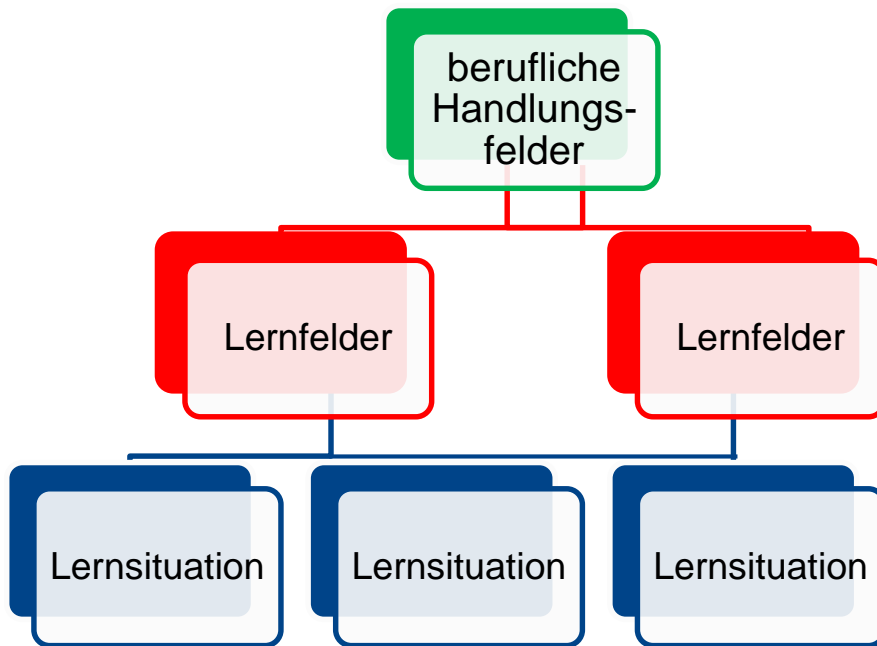 berufliche
Handlungs-
felder
Lernfelder
Lernfelder
Lernsituation
Lernsituation
Lernsituation